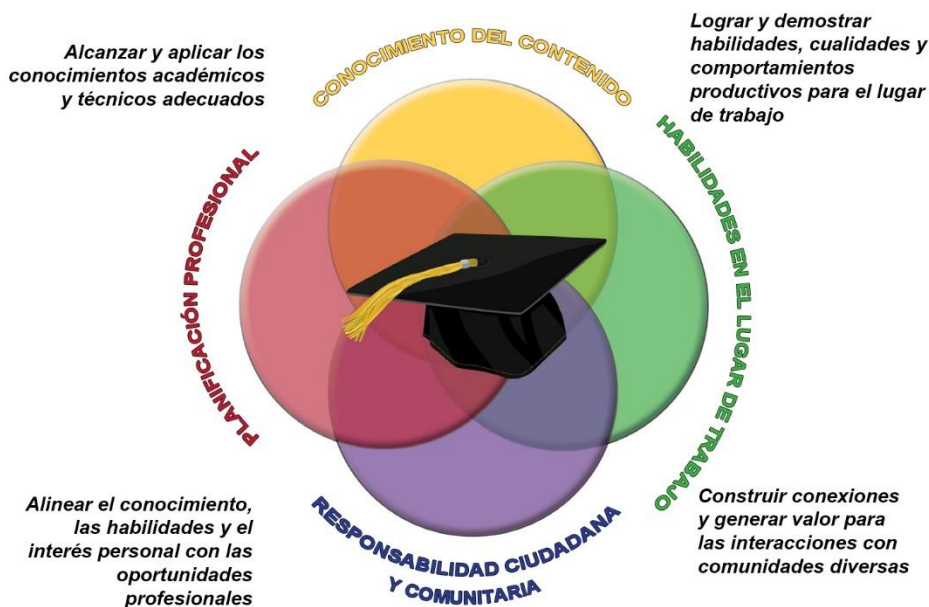 Alcanzar y aplicar los
conocimientos académicos
y técnicos adecuados
CONOCIMIENTO DEL CONTENIDO
Lograr y demostrar
habilidades, cualidades y
comportamientos
productivos para el lugar
de trabajo
PLANIFICACIÓN PROFESIONAL
HABILIDADES EN EL LUGAR DE TRABAJO
Alinear el conocimiento,
las habilidades y el
interés personal con las
oportunidades
profesionales
RESPONSABILIDAD CIUDADANA
Y COMUNITARIA
Construir conexiones
y generar valor para
las interacciones con
comunidades diversas